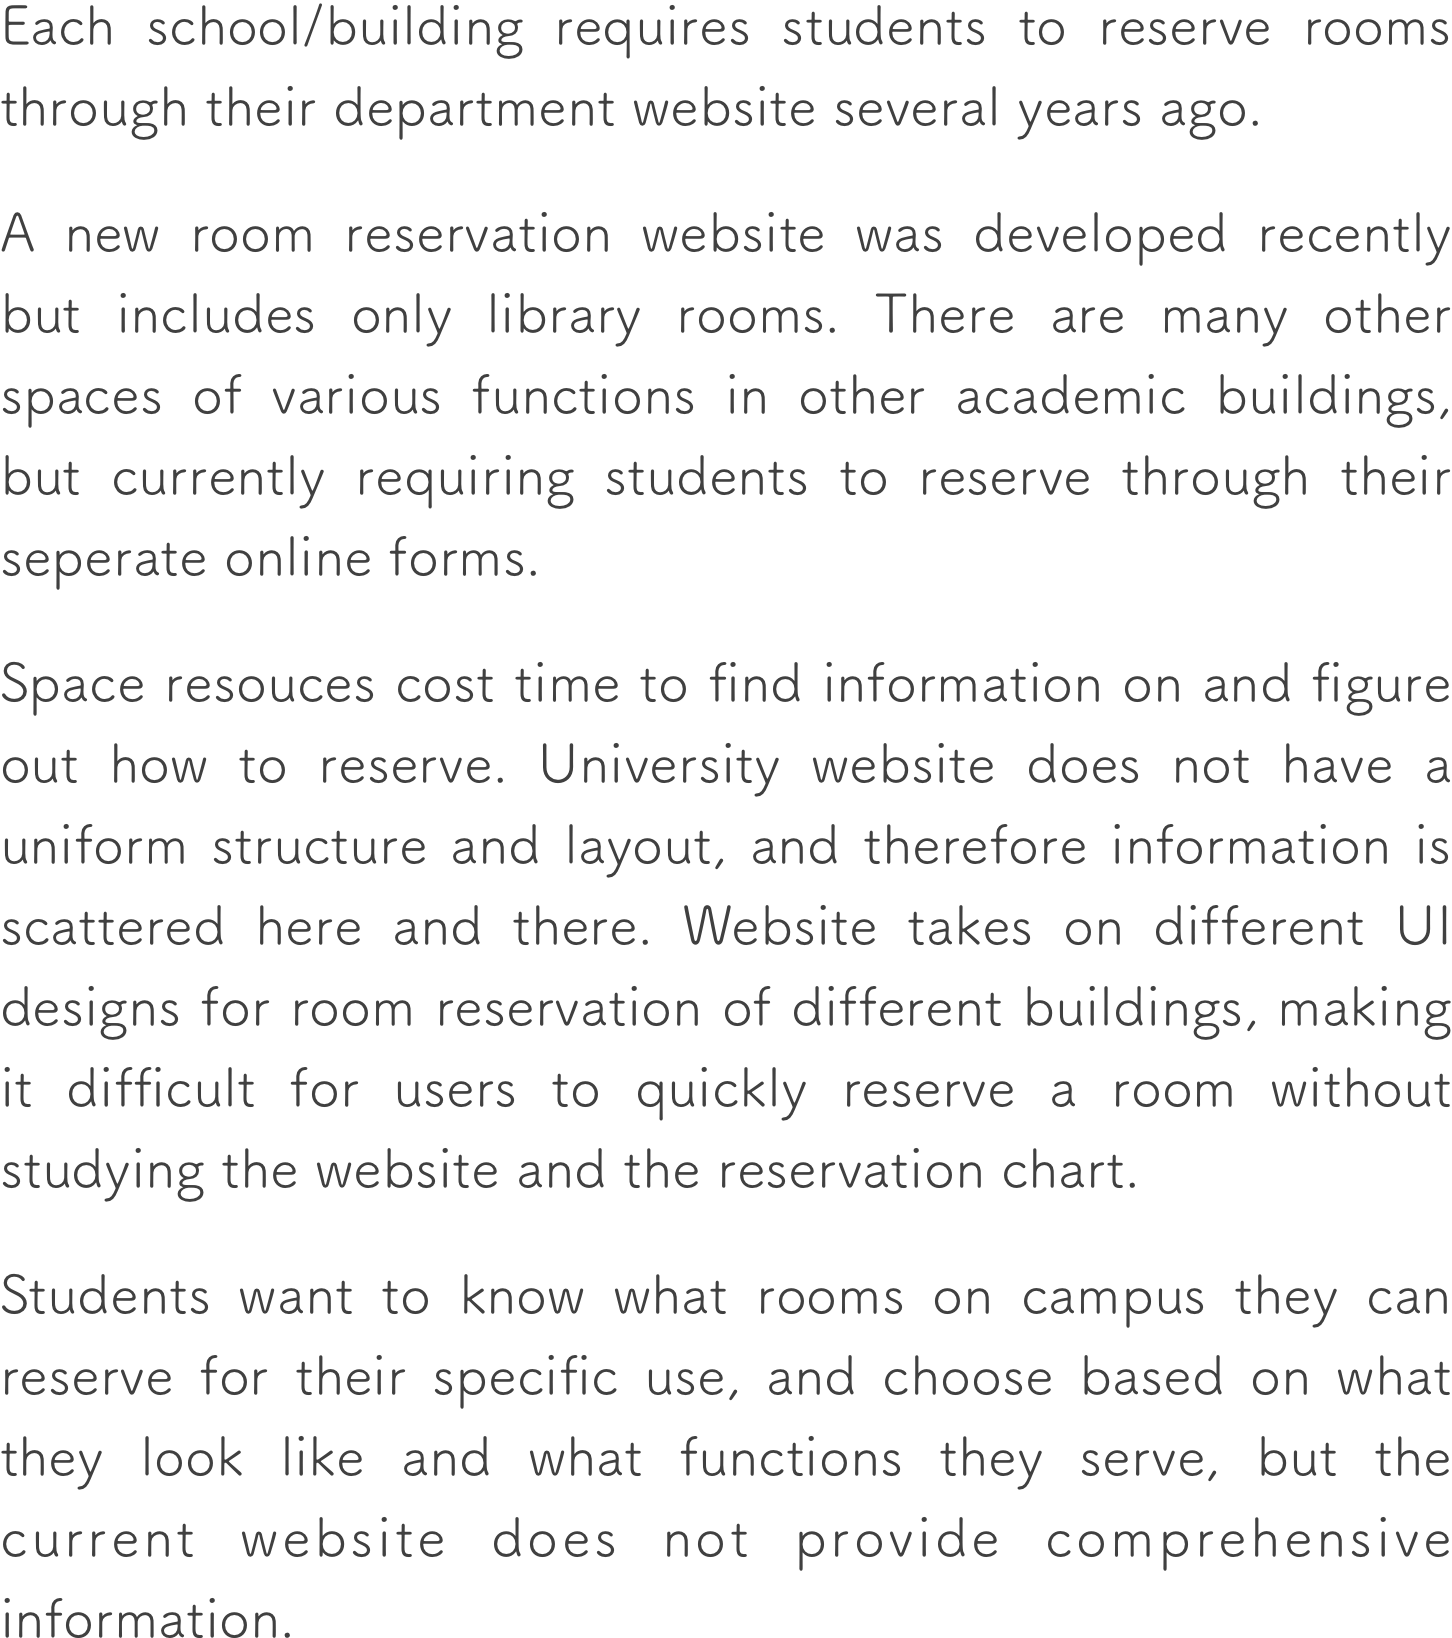 Each school/building requires students to reserve rooms
through their department website several years ago.
A new room reservation website was developed recently
but includes only library rooms. There are many other
spaces of various functions in other academic buildings,
but currently requiring students to reserve through their
seperate online forms.
Space resouces cost time to find information on and figure
out how to reserve. University website does not have a
uniform structure and layout, and therefore information is
scattered here and there. Website takes on different UI
designs for room reservation of different buildings, making
it difficult for users to quickly reserve a room without
studying the website and the reservation chart.
Students want to know what rooms on campus they can
reserve for their specific use, and choose based on what
they look like and what functions they serve, but the
current website does not provide comprehensive
information.